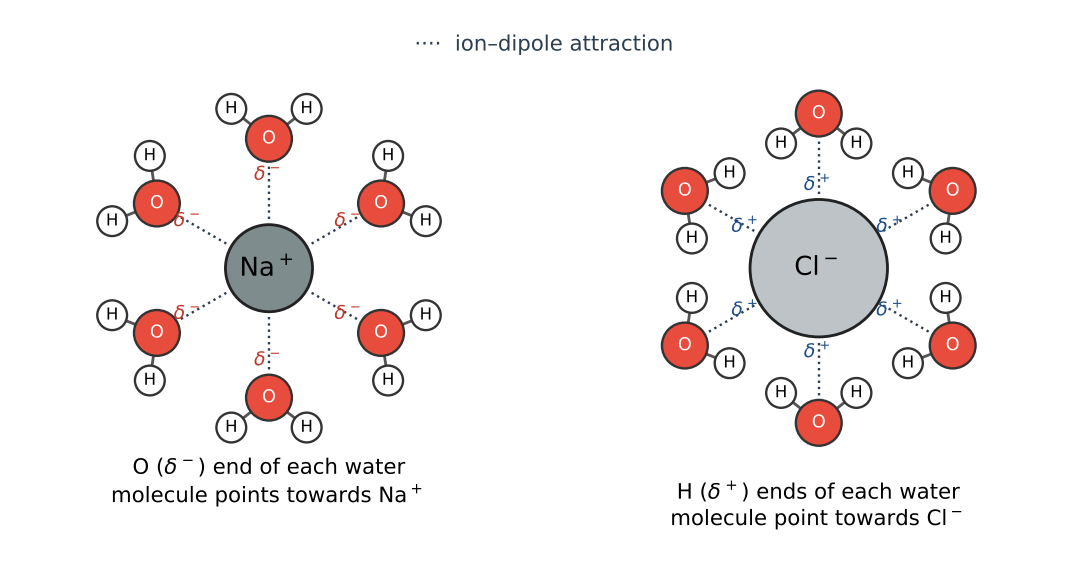 ···· ion–dipole attraction
H H
O
δ⁻
H
O
H
δ⁻
H
O
H
δ⁻
Na⁺
H
O
H
δ⁻
H
O
H
δ⁻
δ⁻
O
H H
O (δ⁻) end of each water
molecule points towards Na⁺
O
H H
δ⁺
O
H
H
δ⁺
H
O
H
δ⁺
Cl⁻
H
O
H
δ⁺
H
O
H
δ⁺
δ⁺
H H
O
H (δ⁺) ends of each water
molecule point towards Cl⁻